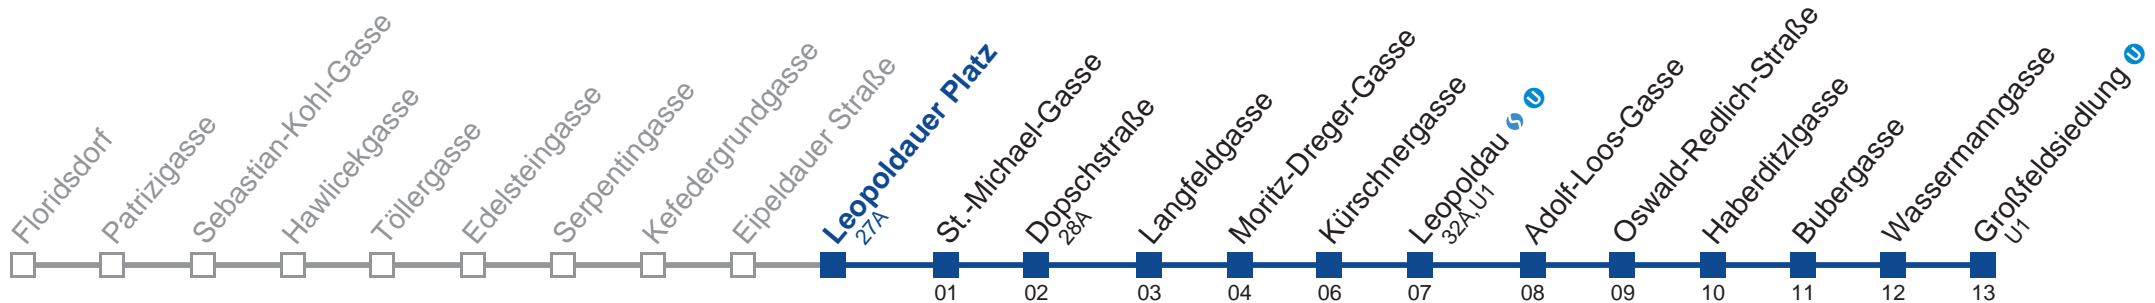 Floridsdorf
Patrizigasse
Sebastian-Kohl-Gasse
Hawlicekgasse
Töllergasse
Edelsteingasse
Serpentingasse
Kefedergrundgasse
Eipeldauer Straße
Leopoldauer Platz
27A
St.-Michael-Gasse
Dopschstraße
28A
Langfeldgasse
Moritz-Dreger-Gasse
Kürschnergasse
Leopoldau S U
32A, U1
Adolf-Loos-Gasse
Oswald-Redlich-Straße
Haberditzlgasse
Bubergasse
Wassermanngasse
Großfeldsiedlung U
U1
01 02 03 04 06 07 08 09 10 11 12 13